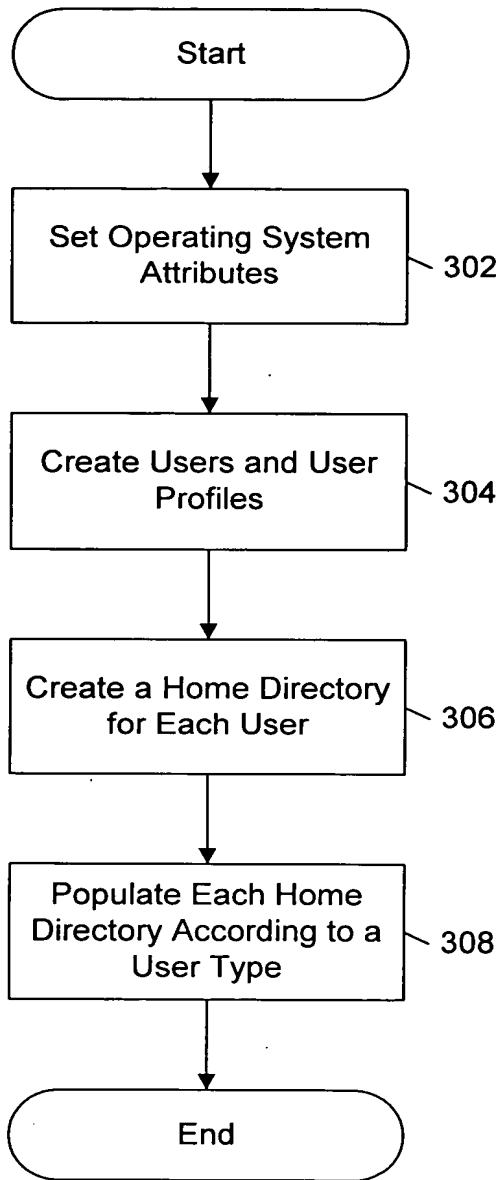 Start
Set Operating System
Attributes
302
Create Users and User
Profiles
304
Create a Home Directory
for Each User
306
Populate Each Home
Directory According to a
User Type
308
End